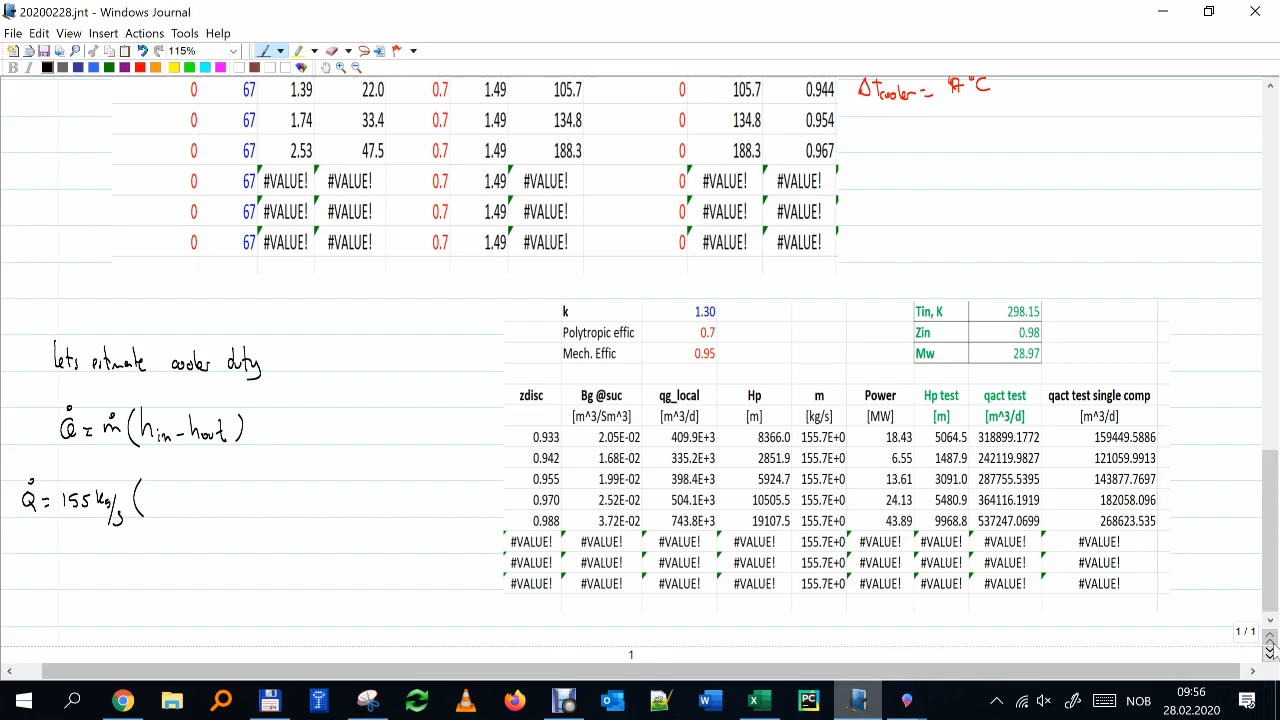 20200228.jnt - Windows Journal
File Edit View Insert Actions Tools Help
115%
B I
0 67 1.39 22.0 0.7 1.49 105.7 0 105.7 0.944
0 67 1.74 33.4 0.7 1.49 134.8 0 134.8 0.954
0 67 2.53 47.5 0.7 1.49 188.3 0 188.3 0.967
0 67 #VALUE! #VALUE! 0.7 1.49 #VALUE! 0 #VALUE! #VALUE!
0 67 #VALUE! #VALUE! 0.7 1.49 #VALUE! 0 #VALUE! #VALUE!
0 67 #VALUE! #VALUE! 0.7 1.49 #VALUE! 0 #VALUE! #VALUE!
Δtcooler = °C
k 1.30 Tin, K 298.15
Polytropic effic 0.7 Zin 0.98
Mech. Effic 0.95 Mw 28.97
lets estimate cooler duty
Q̇ = ṁ (hin - hout)
Q̇ = 155 kg/s (
zdisc Bg @suc qg_local Hp m Power Hp test qact test qact test single comp
[m^3/Sm^3] [m^3/d] [m] [kg/s] [MW] [m] [m^3/d] [m^3/d]
0.933 2.05E-02 409.9E+3 8366.0 155.7E+0 18.43 5064.5 318899.1772 159449.5886
0.942 1.68E-02 335.2E+3 2851.9 155.7E+0 6.55 1487.9 242119.9827 121059.9913
0.955 1.99E-02 398.4E+3 5924.7 155.7E+0 13.61 3091.0 287755.5395 143877.7697
0.970 2.52E-02 504.1E+3 10505.5 155.7E+0 24.13 5480.9 364116.1919 182058.096
0.988 3.72E-02 743.8E+3 19107.5 155.7E+0 43.89 9968.8 537247.0699 268623.535
#VALUE! #VALUE! #VALUE! #VALUE! 155.7E+0 #VALUE! #VALUE! #VALUE! #VALUE!
#VALUE! #VALUE! #VALUE! #VALUE! 155.7E+0 #VALUE! #VALUE! #VALUE! #VALUE!
#VALUE! #VALUE! #VALUE! #VALUE! 155.7E+0 #VALUE! #VALUE! #VALUE! #VALUE!
1 / 1
1
NOB
09:56
28.02.2020